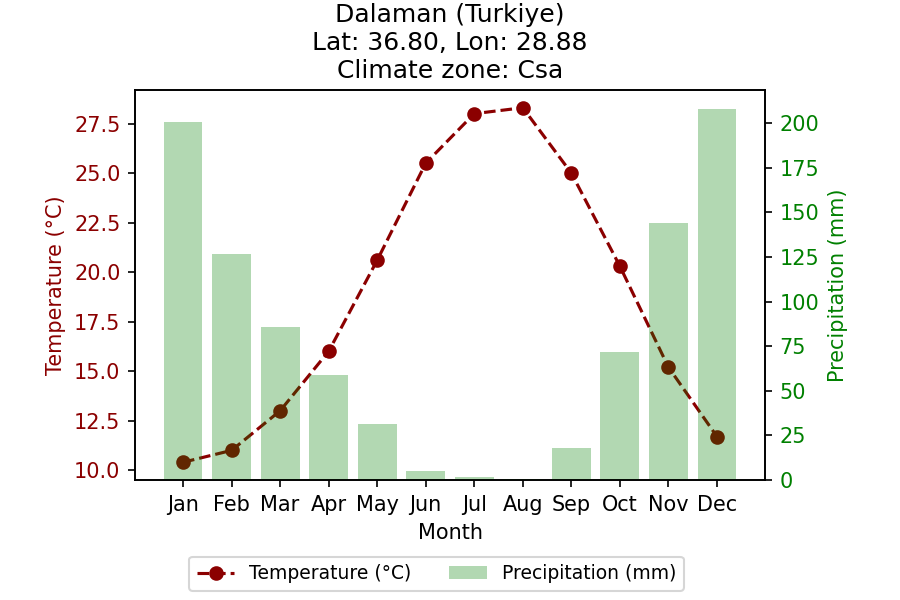 Dalaman (Turkiye)
Lat: 36.80, Lon: 28.88
Climate zone: Csa
27.5
25.0
22.5
20.0
17.5
15.0
12.5
10.0
Temperature (°C)
200
175
150
125
100
75
50
25
0
Precipitation (mm)
Jan Feb Mar Apr May Jun Jul Aug Sep Oct Nov Dec
Month
Temperature (°C) Precipitation (mm)